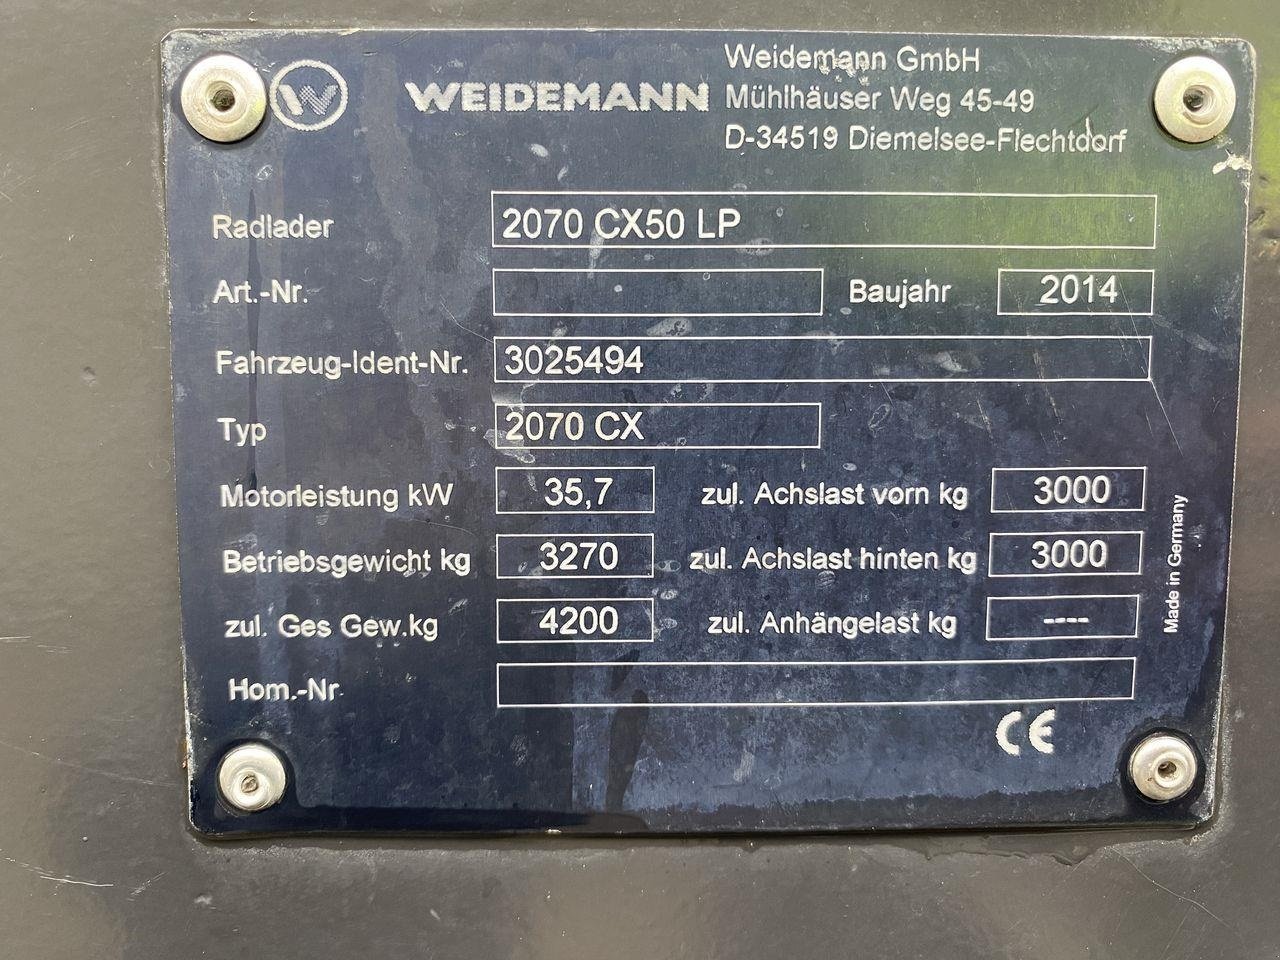 W WEIDEMANN
Weidemann GmbH
Mühlhäuser Weg 45-49
D-34519 Diemelsee-Flechtdorf
Radlader 2070 CX50 LP
Art.-Nr. Baujahr 2014
Fahrzeug-Ident-Nr. 3025494
Typ 2070 CX
Motorleistung kW 35,7 zul. Achslast vorn kg 3000
Betriebsgewicht kg 3270 zul. Achslast hinten kg 3000
zul. Ges Gew.kg 4200 zul. Anhängelast kg ----
Hom.-Nr.
CE
Made in Germany